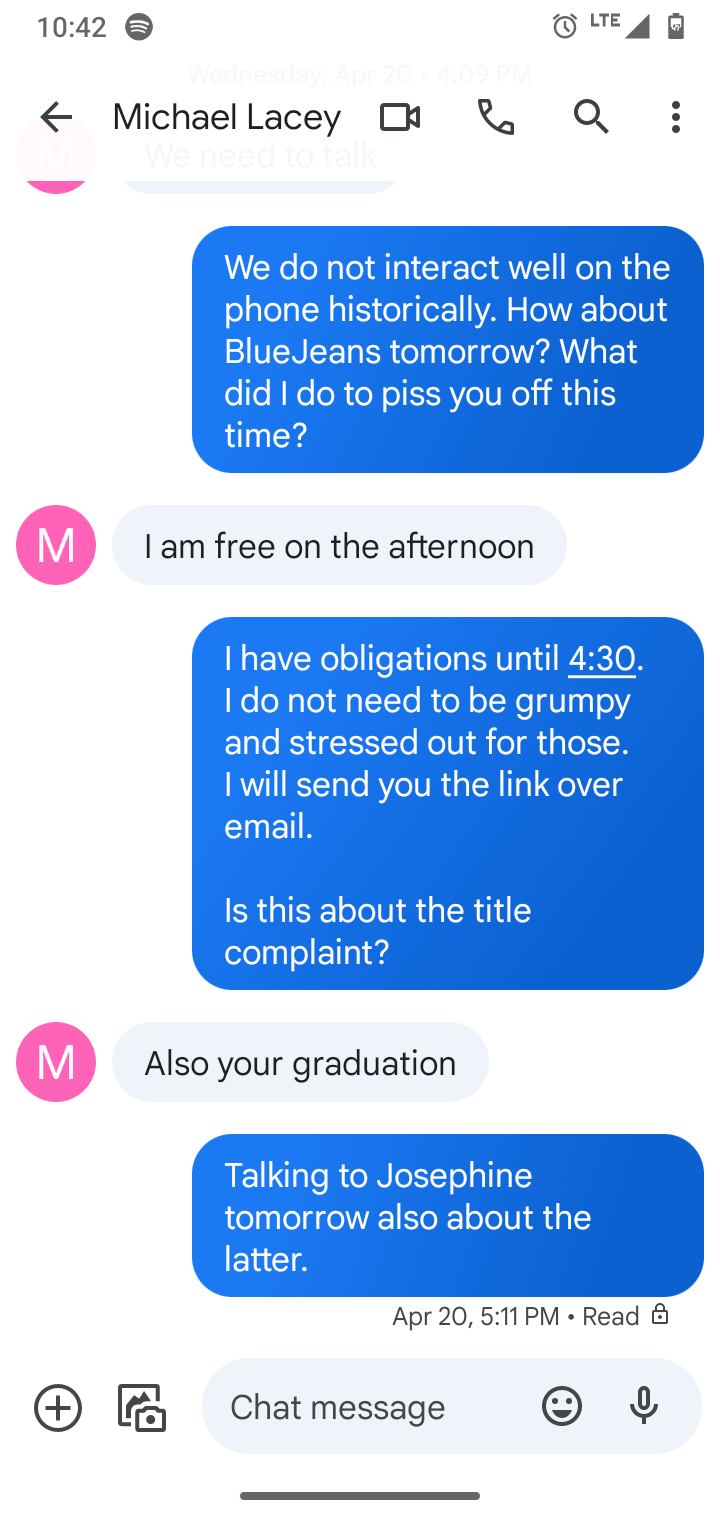 10:42
LTE
47
Wednesday, Apr 20 • 4:09 PM
Michael Lacey
M
We need to talk
We do not interact well on the
phone historically. How about
BlueJeans tomorrow? What
did I do to piss you off this
time?
M
I am free on the afternoon
I have obligations until 4:30.
I do not need to be grumpy
and stressed out for those.
I will send you the link over
email.
Is this about the title
complaint?
M
Also your graduation
Talking to Josephine
tomorrow also about the
latter.
Apr 20, 5:11 PM • Read
Chat message